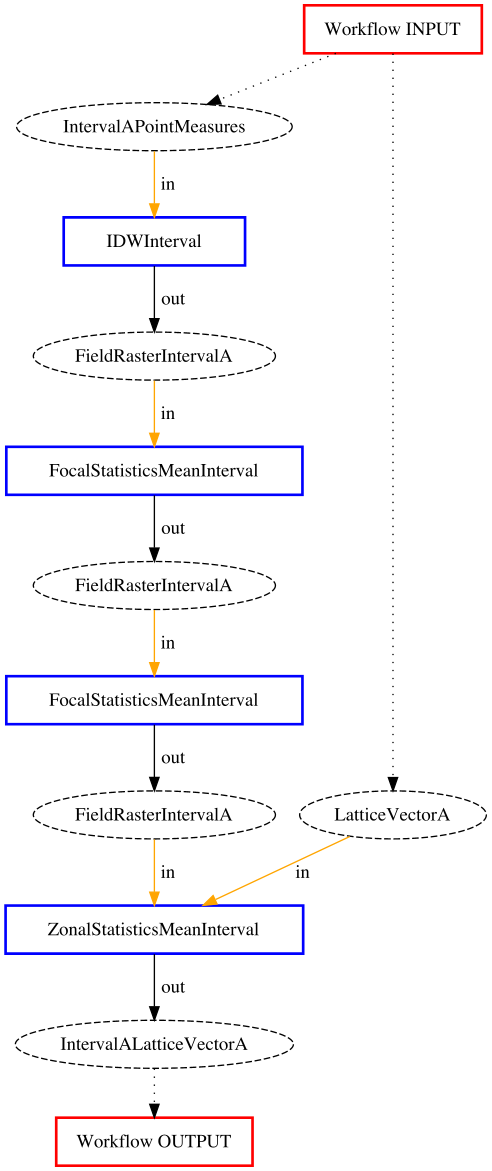 Workflow INPUT
IntervalAPointMeasures
in
IDWInterval
out
FieldRasterIntervalA
in
FocalStatisticsMeanInterval
out
FieldRasterIntervalA
in
FocalStatisticsMeanInterval
out
FieldRasterIntervalA
LatticeVectorA
in
in
ZonalStatisticsMeanInterval
out
IntervalALatticeVectorA
Workflow OUTPUT